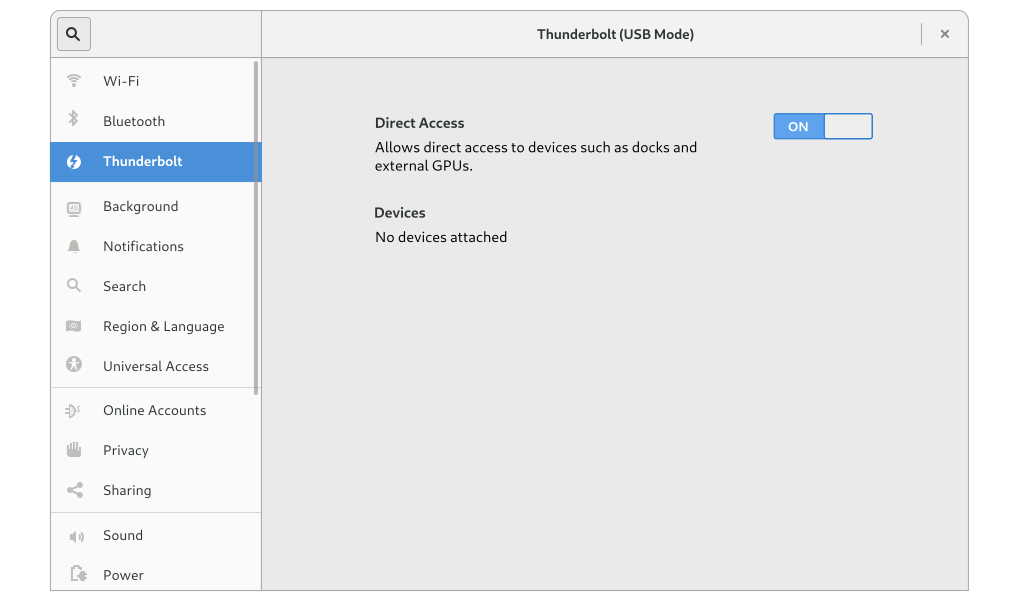 Thunderbolt (USB Mode)
Wi-Fi
Bluetooth
Thunderbolt
Background
Notifications
Search
Region & Language
Universal Access
Online Accounts
Privacy
Sharing
Sound
Power
Direct Access
ON
Allows direct access to devices such as docks and
external GPUs.
Devices
No devices attached